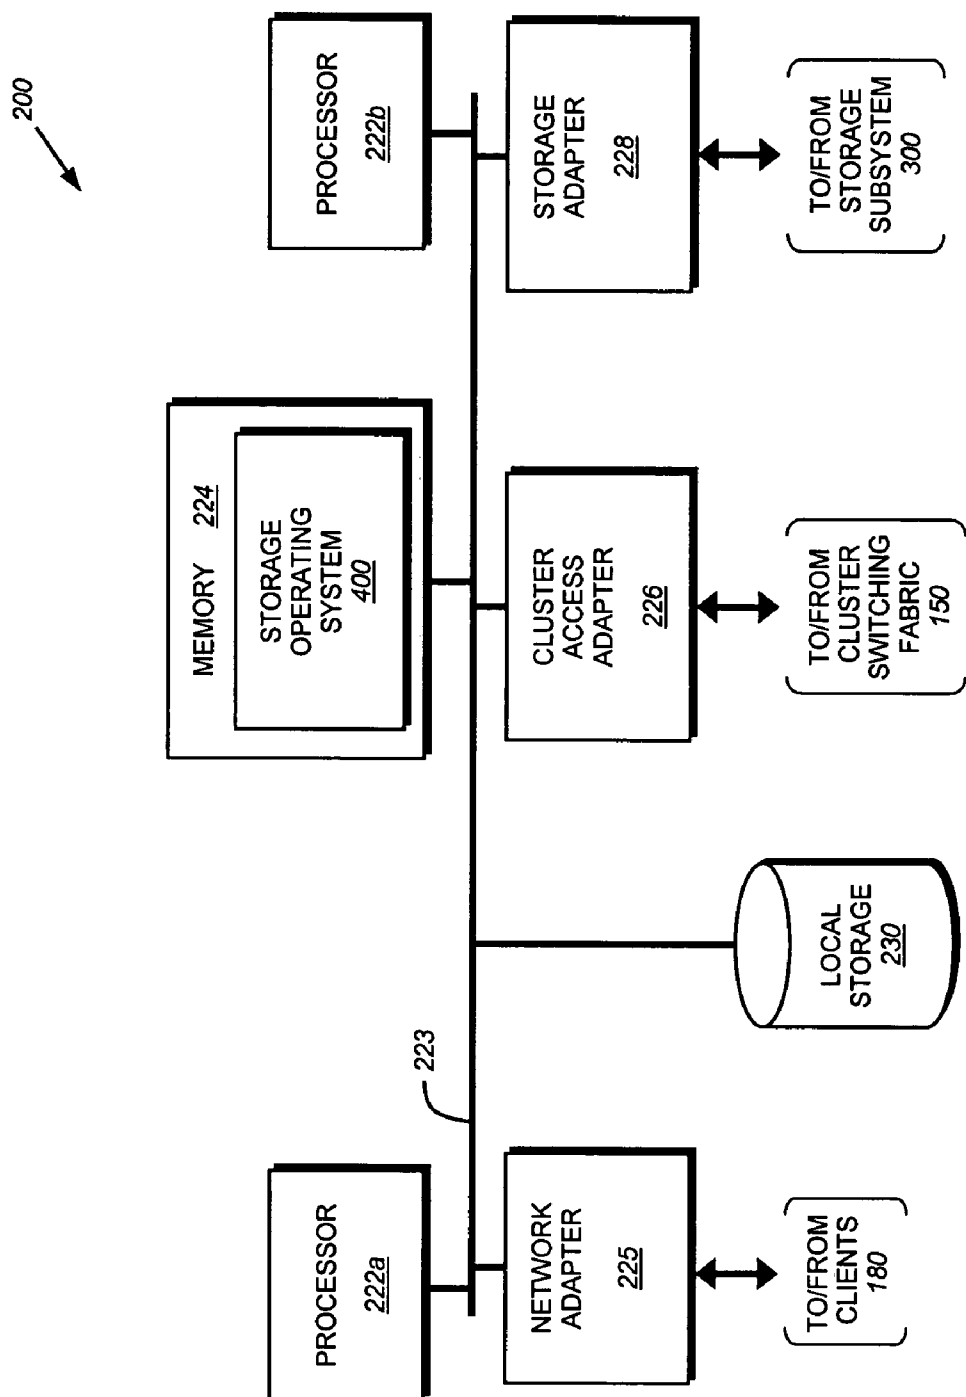 200
PROCESSOR
222a
MEMORY 224
STORAGE
OPERATING
SYSTEM
400
PROCESSOR
222b
223
NETWORK
ADAPTER
225
LOCAL
STORAGE
230
CLUSTER
ACCESS
ADAPTER
226
STORAGE
ADAPTER
228
TO/FROM
CLIENTS
180
TO/FROM
CLUSTER
SWITCHING
FABRIC
150
TO/FROM
STORAGE
SUBSYSTEM
300